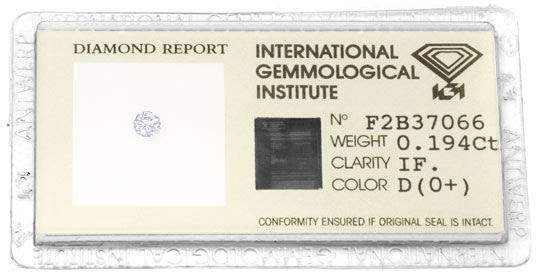 DIAMOND REPORT
INTERNATIONAL
GEMMOLOGICAL
INSTITUTE
IGI
Nº F2B37066
WEIGHT 0.194Ct
CLARITY IF.
COLOR D(0+)
CONFORMITY ENSURED IF ORIGINAL SEAL IS INTACT.
ANTWERP
ANTWERP
INTERNATIONAL GEMMOLOGICAL INSTITUTE